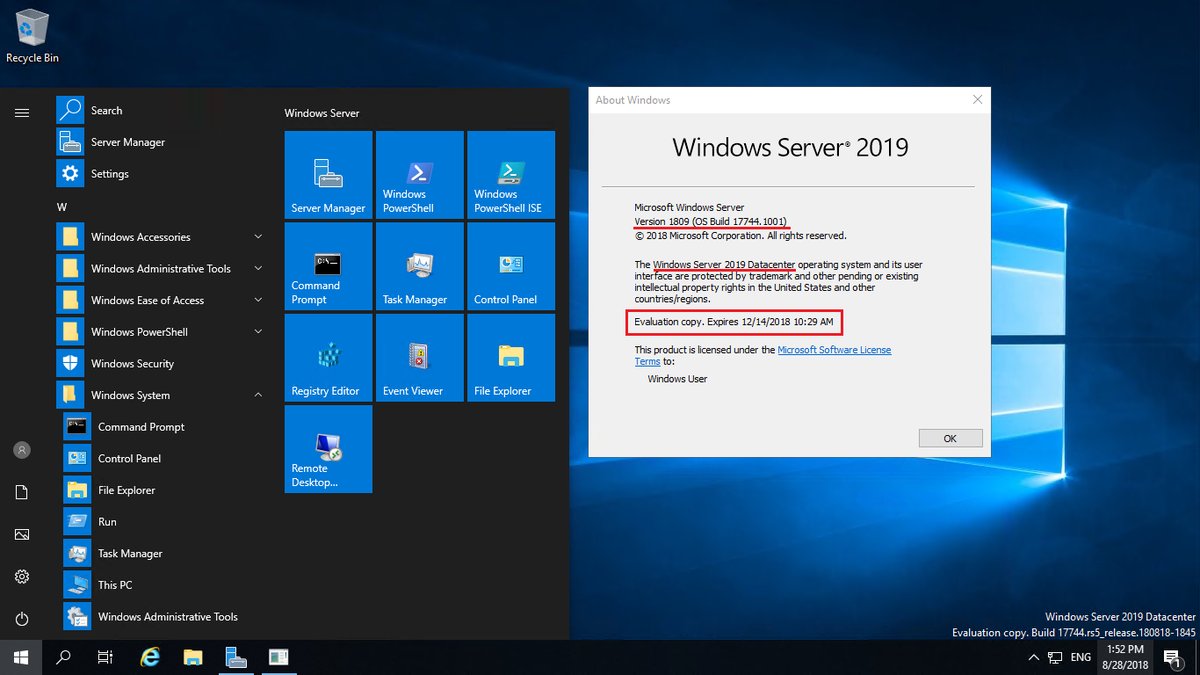 Recycle Bin
Search
Server Manager
Settings
W
Windows Accessories
Windows Administrative Tools
Windows Ease of Access
Windows PowerShell
Windows Security
Windows System
Command Prompt
Control Panel
File Explorer
Run
Task Manager
This PC
Windows Administrative Tools
Windows Server
Server Manager
Windows
PowerShell
Windows
PowerShell ISE
Command
Prompt
Task Manager
Control Panel
Registry Editor
Event Viewer
File Explorer
Remote
Desktop...
About Windows
Windows Server® 2019
Microsoft Windows Server
Version 1809 (OS Build 17744.1001)
© 2018 Microsoft Corporation. All rights reserved.
The Windows Server 2019 Datacenter operating system and its user
interface are protected by trademark and other pending or existing
intellectual property rights in the United States and other
countries/regions.
Evaluation copy. Expires 12/14/2018 10:29 AM
This product is licensed under the Microsoft Software License
Terms to:
Windows User
OK
Windows Server 2019 Datacenter
Evaluation copy. Build 17744.rs5_release.180818-1845
ENG
1:52 PM
8/28/2018
1